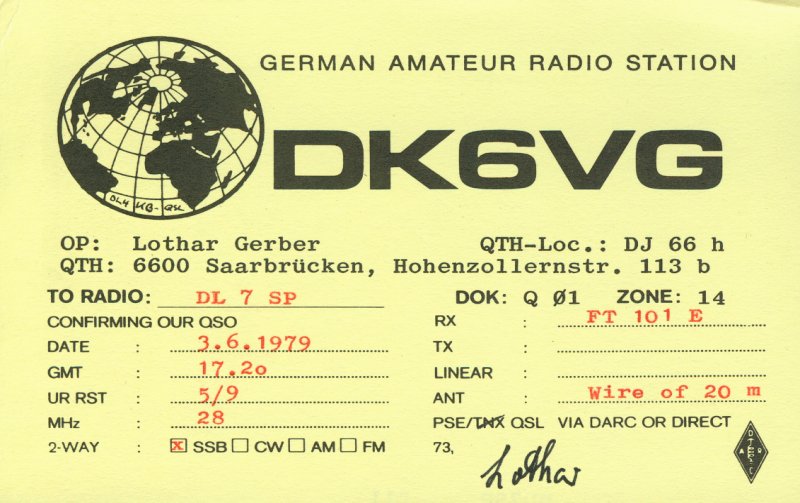 GERMAN AMATEUR RADIO STATION
DK6VG
DL4 KB-QSL
OP: Lothar Gerber QTH-Loc.: DJ 66 h
QTH: 6600 Saarbrücken, Hohenzollernstr. 113 b
TO RADIO: DL 7 SP DOK: Q Ø1 ZONE: 14
CONFIRMING OUR QSO RX : FT 101 E
DATE : 3.6.1979 TX :
GMT : 17.2o LINEAR :
UR RST : 5/9 ANT : Wire of 20 m
MHz : 28 PSE/TNX QSL VIA DARC OR DIRECT
2-WAY : x SSB CW AM FM 73,
Lothar